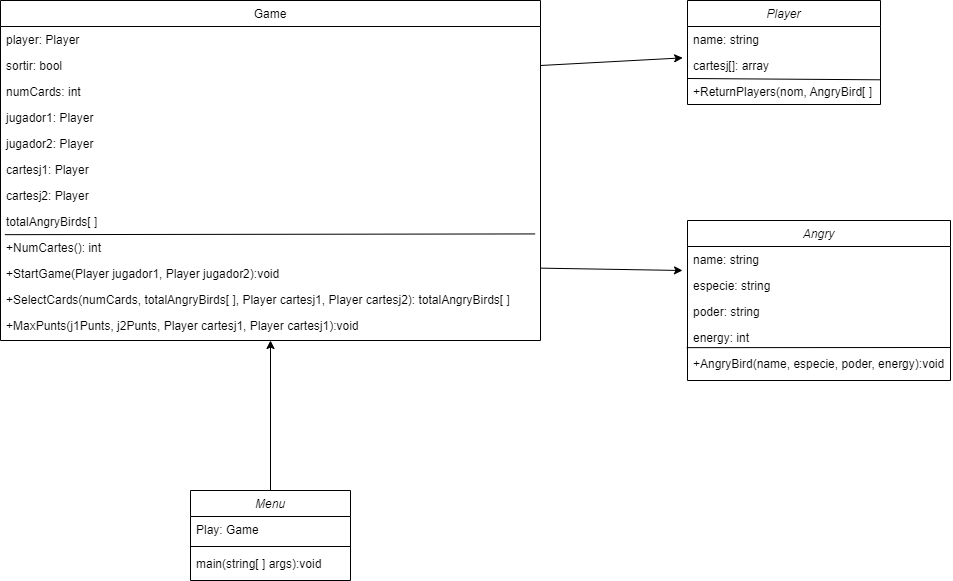 Game
player: Player
sortir: bool
numCards: int
jugador1: Player
jugador2: Player
cartesj1: Player
cartesj2: Player
totalAngryBirds[ ]
+NumCartes(): int
+StartGame(Player jugador1, Player jugador2):void
+SelectCards(numCards, totalAngryBirds[ ], Player cartesj1, Player cartesj2): totalAngryBirds[ ]
+MaxPunts(j1Punts, j2Punts, Player cartesj1, Player cartesj1):void
Player
name: string
cartesj[]: array
+ReturnPlayers(nom, AngryBird[ ]
Angry
name: string
especie: string
poder: string
energy: int
+AngryBird(name, especie, poder, energy):void
Menu
Play: Game
main(string[ ] args):void